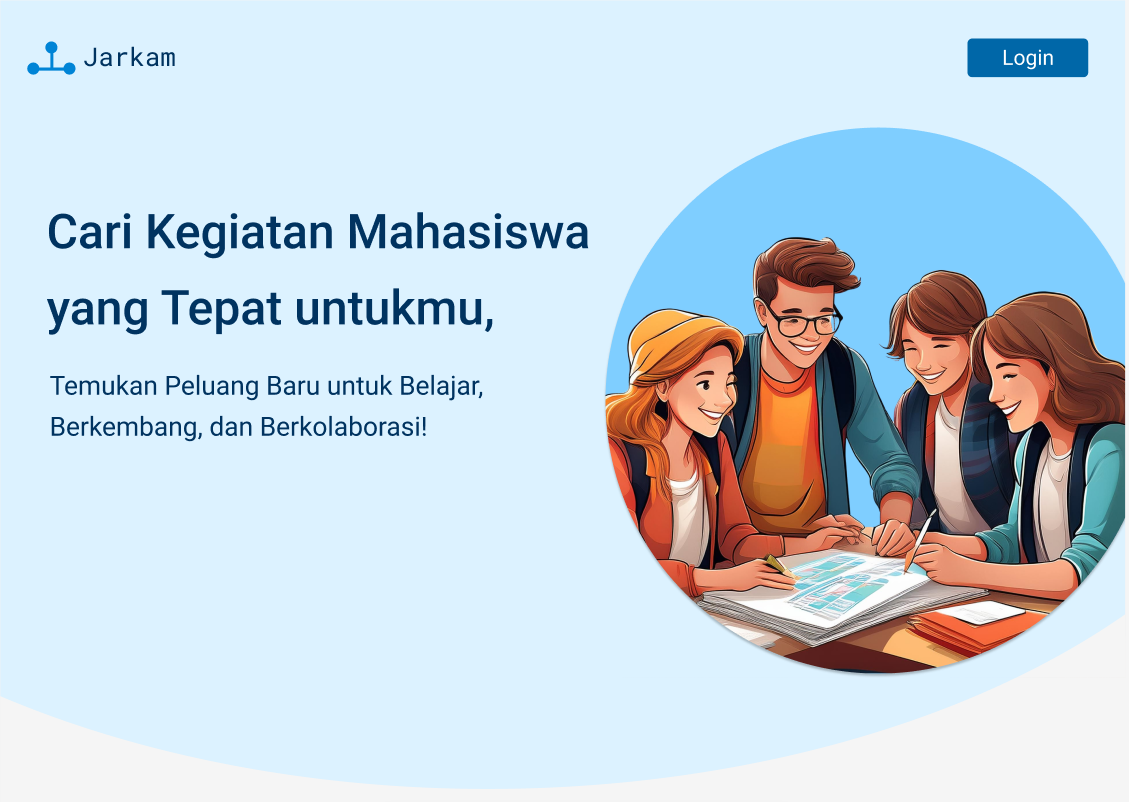 Jarkam
Login
Cari Kegiatan Mahasiswa
yang Tepat untukmu,
Temukan Peluang Baru untuk Belajar,
Berkembang, dan Berkolaborasi!